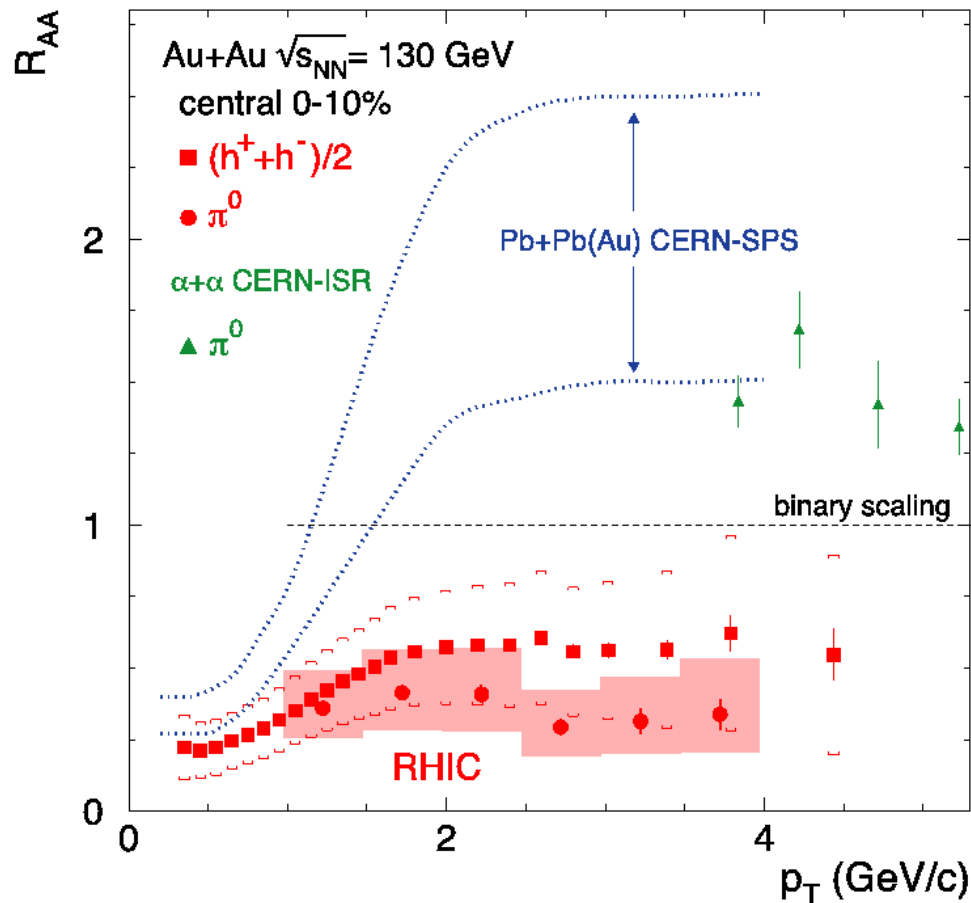 R_AA
Au+Au √s_NN = 130 GeV
central 0-10%
(h⁺+h⁻)/2
π⁰
α+α CERN-ISR
π⁰
Pb+Pb(Au) CERN-SPS
binary scaling
RHIC
2
1
0
0 2 4
p_T (GeV/c)